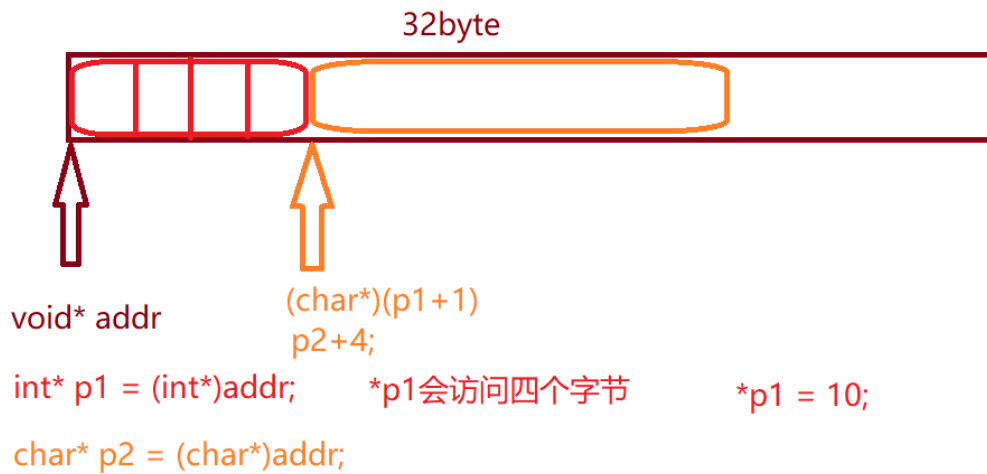 32byte
void* addr
(char*)(p1+1)
p2+4;
int* p1 = (int*)addr; *p1会访问四个字节 *p1 = 10;
char* p2 = (char*)addr;